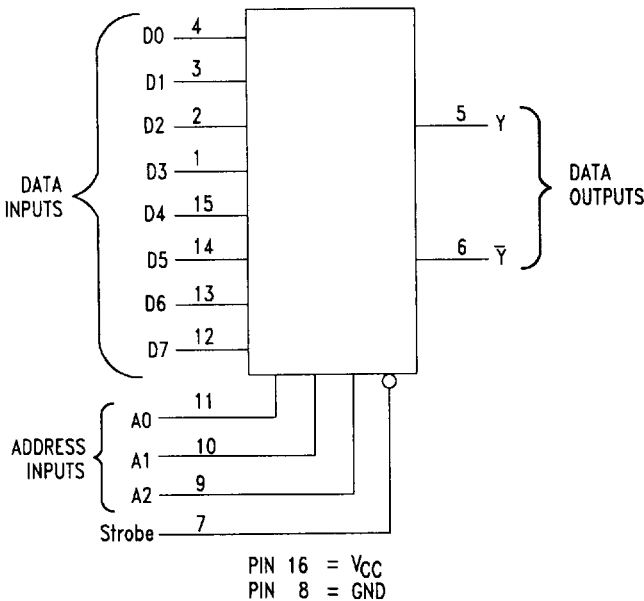 D0 4
D1 3
D2 2
D3 1
D4 15
D5 14
D6 13
D7 12
DATA
INPUTS
5 Y
6 Y̅
DATA
OUTPUTS
A0 11
A1 10
A2 9
ADDRESS
INPUTS
Strobe 7
PIN 16 = VCC
PIN 8 = GND